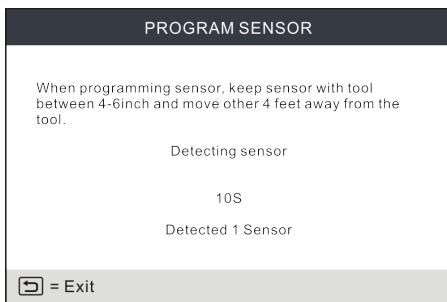 PROGRAM SENSOR
When programming sensor, keep sensor with tool
between 4-6inch and move other 4 feet away from the
tool.
Detecting sensor
10S
Detected 1 Sensor
= Exit